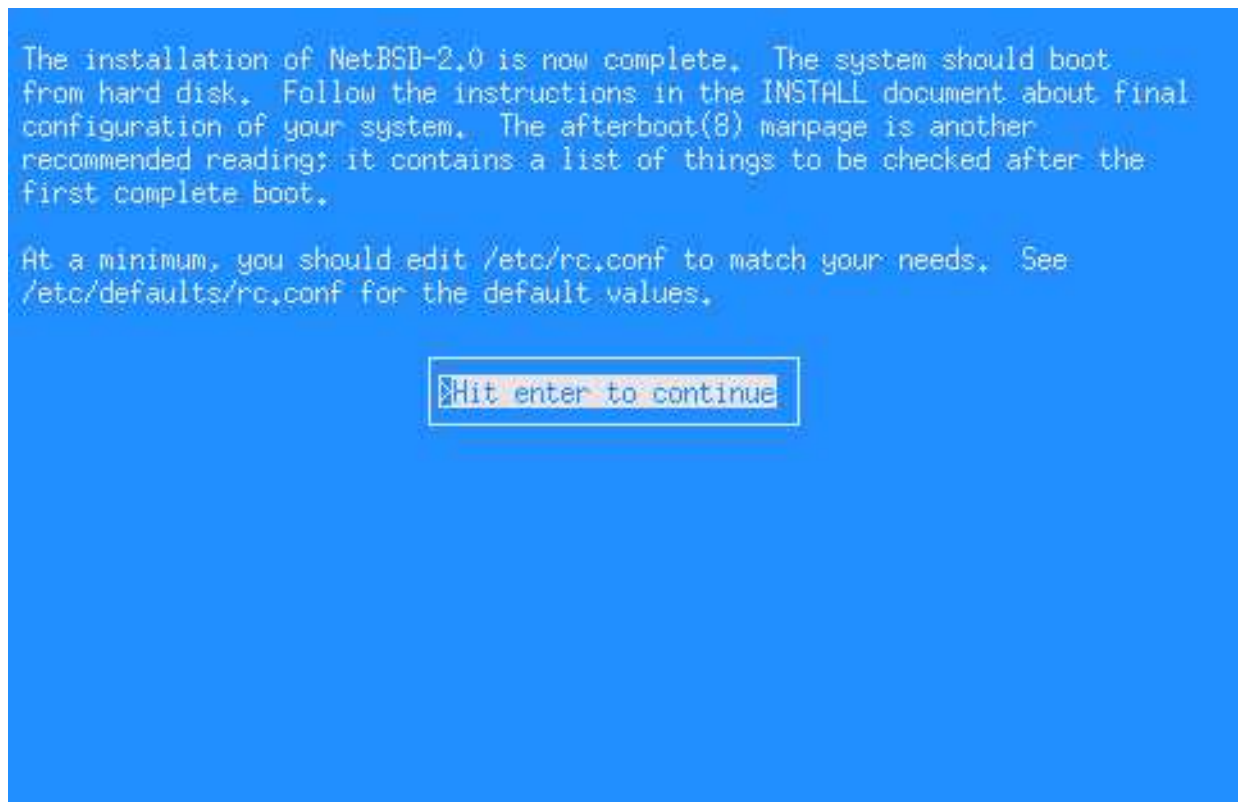 The installation of NetBSD-2.0 is now complete. The system should boot
from hard disk. Follow the instructions in the INSTALL document about final
configuration of your system. The afterboot(8) manpage is another
recommended reading; it contains a list of things to be checked after the
first complete boot.
At a minimum, you should edit /etc/rc.conf to match your needs. See
/etc/defaults/rc.conf for the default values.
>Hit enter to continue